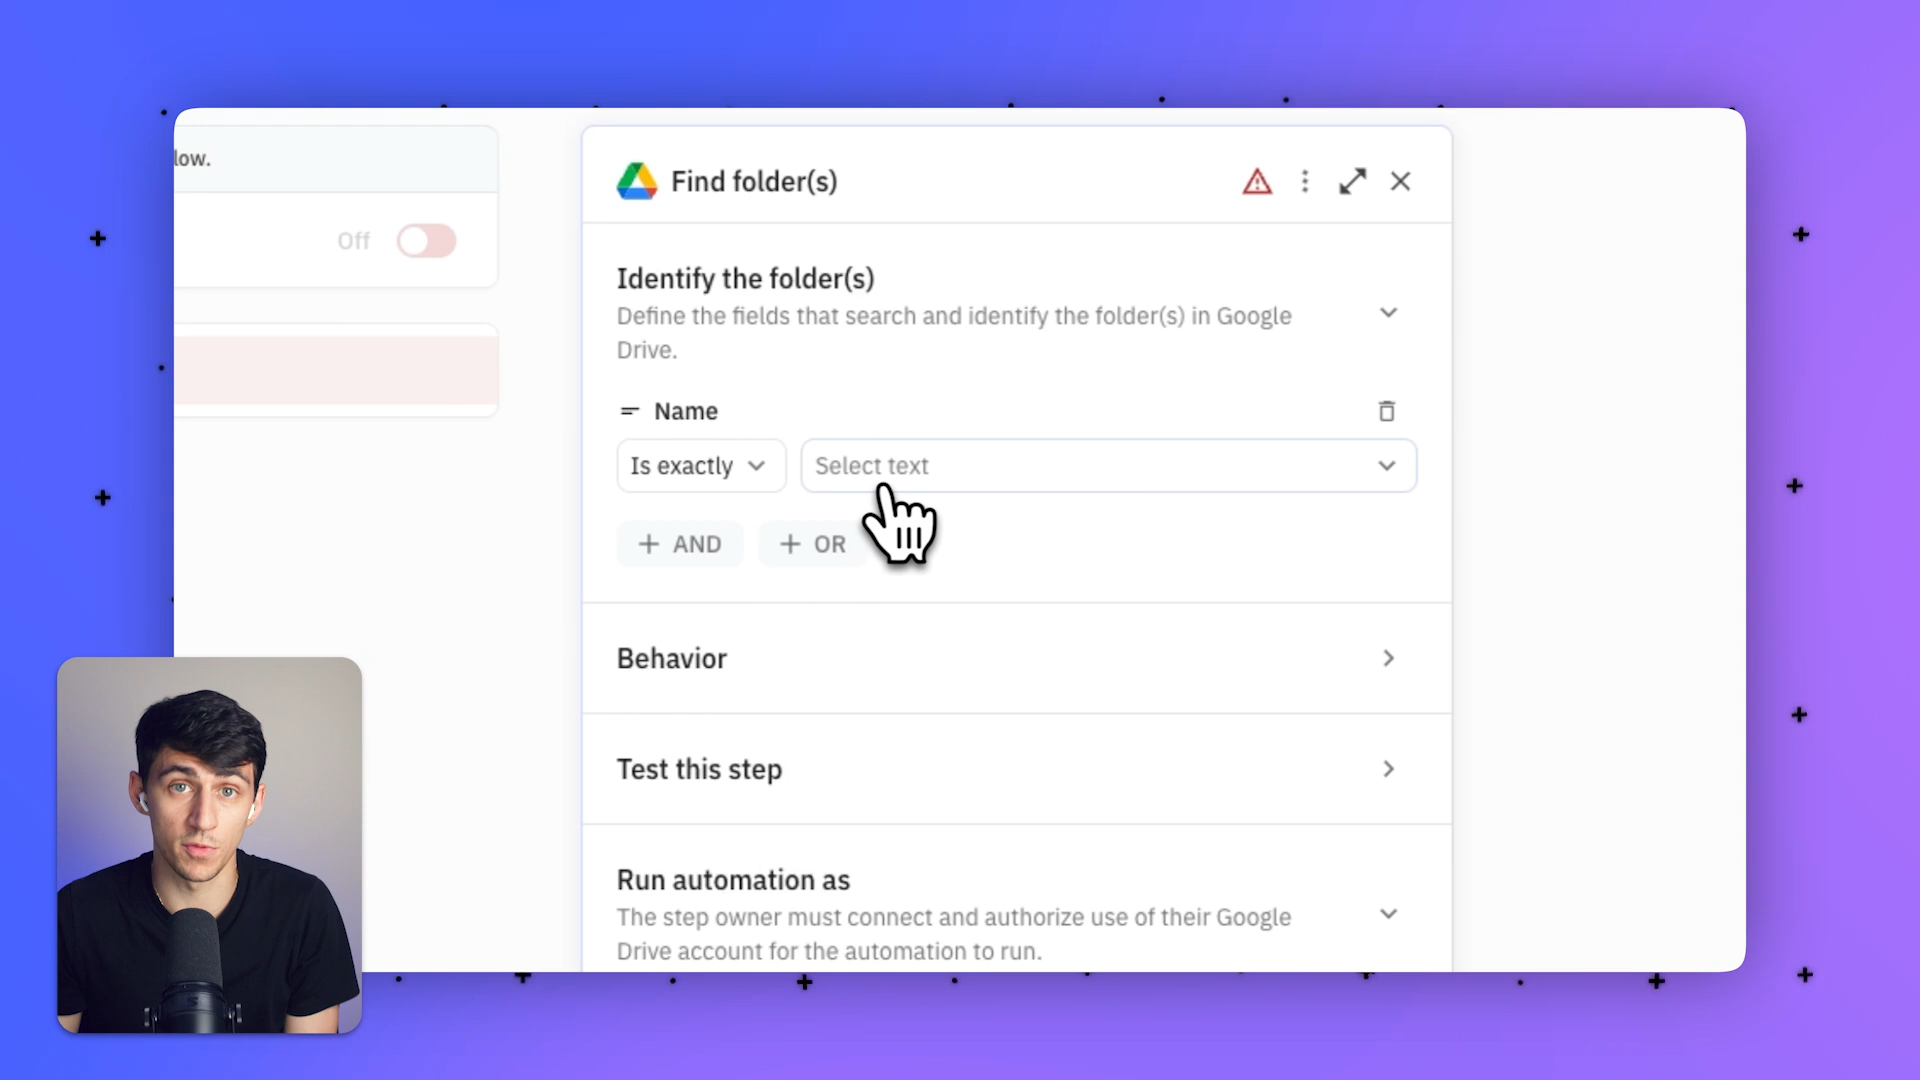 low.
Off
Find folder(s)
Identify the folder(s)
Define the fields that search and identify the folder(s) in Google
Drive.
Name
Is exactly
Select text
+ AND
+ OR
Behavior
Test this step
Run automation as
The step owner must connect and authorize use of their Google
Drive account for the automation to run.